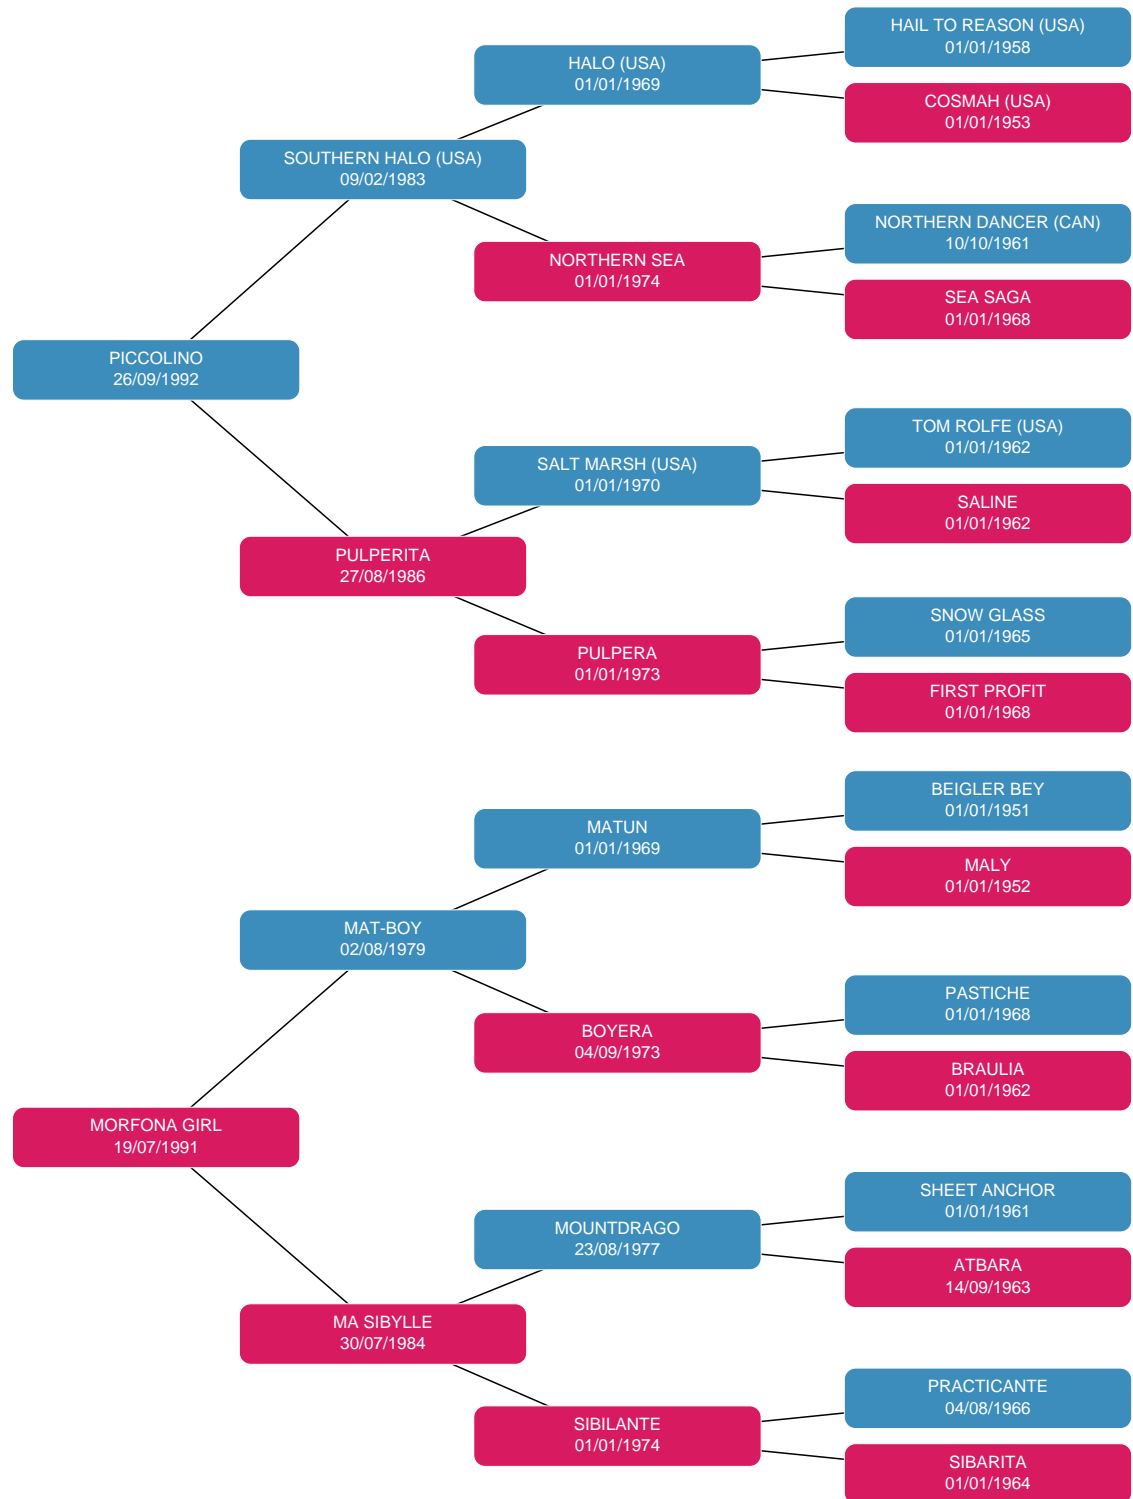 HAIL TO REASON (USA)
01/01/1958
HALO (USA)
01/01/1969
COSMAH (USA)
01/01/1953
SOUTHERN HALO (USA)
09/02/1983
NORTHERN DANCER (CAN)
10/10/1961
NORTHERN SEA
01/01/1974
SEA SAGA
01/01/1968
PICCOLINO
26/09/1992
TOM ROLFE (USA)
01/01/1962
SALT MARSH (USA)
01/01/1970
SALINE
01/01/1962
PULPERITA
27/08/1986
SNOW GLASS
01/01/1965
PULPERA
01/01/1973
FIRST PROFIT
01/01/1968
BEIGLER BEY
01/01/1951
MATUN
01/01/1969
MALY
01/01/1952
MAT-BOY
02/08/1979
PASTICHE
01/01/1968
BOYERA
04/09/1973
BRAULIA
01/01/1962
MORFONA GIRL
19/07/1991
SHEET ANCHOR
01/01/1961
MOUNTDRAGO
23/08/1977
ATBARA
14/09/1963
MA SIBYLLE
30/07/1984
PRACTICANTE
04/08/1966
SIBILANTE
01/01/1974
SIBARITA
01/01/1964